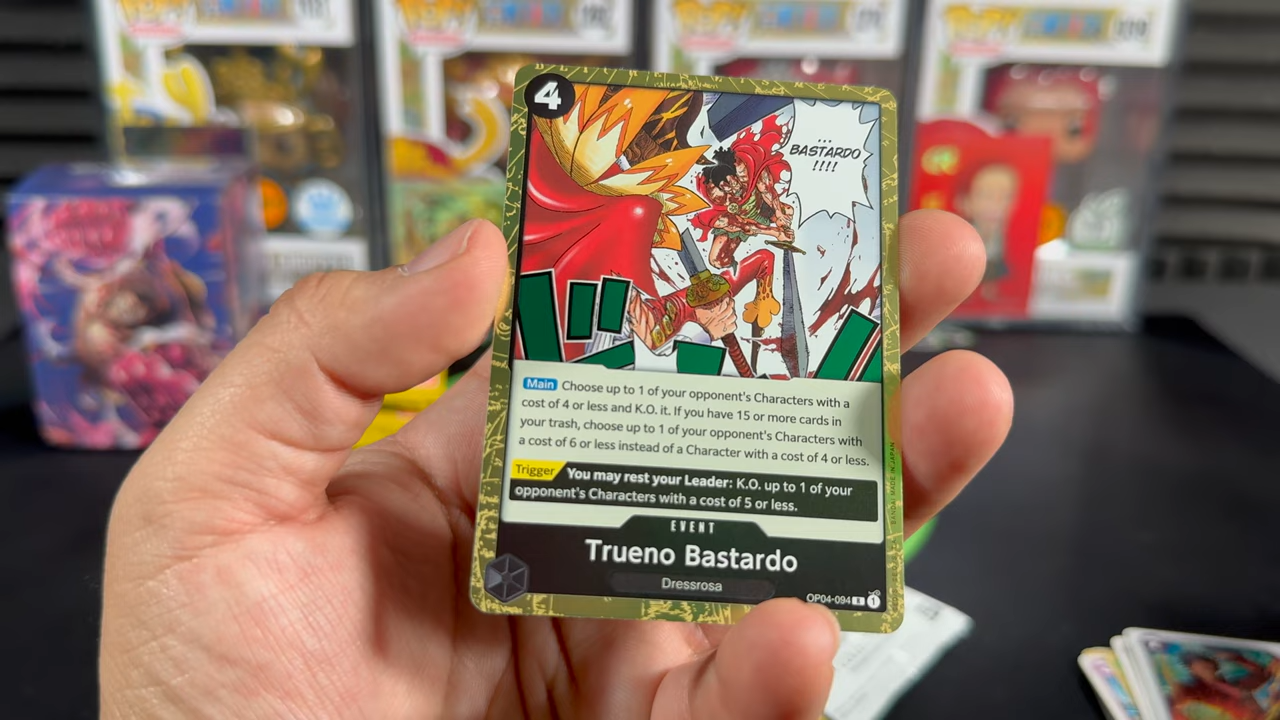 4
...
BASTARDO
!!!!
Main Choose up to 1 of your opponent's Characters with a
cost of 4 or less and K.O. it. If you have 15 or more cards in
your trash, choose up to 1 of your opponent's Characters with
a cost of 6 or less instead of a Character with a cost of 4 or less.
Trigger You may rest your Leader: K.O. up to 1 of your
opponent's Characters with a cost of 5 or less.
EVENT
Trueno Bastardo
Dressrosa
OP04-094 R 1